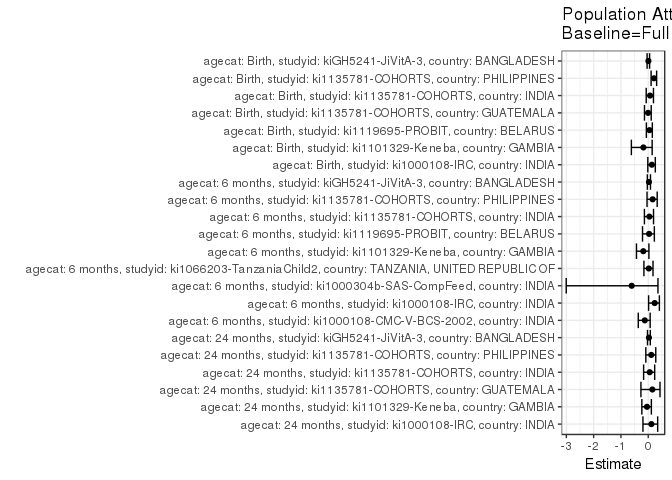 Population Att
Baseline=Full
agecat: Birth, studyid: kiGH5241-JiVitA-3, country: BANGLADESH
agecat: Birth, studyid: ki1135781-COHORTS, country: PHILIPPINES
agecat: Birth, studyid: ki1135781-COHORTS, country: INDIA
agecat: Birth, studyid: ki1135781-COHORTS, country: GUATEMALA
agecat: Birth, studyid: ki1119695-PROBIT, country: BELARUS
agecat: Birth, studyid: ki1101329-Keneba, country: GAMBIA
agecat: Birth, studyid: ki1000108-IRC, country: INDIA
agecat: 6 months, studyid: kiGH5241-JiVitA-3, country: BANGLADESH
agecat: 6 months, studyid: ki1135781-COHORTS, country: PHILIPPINES
agecat: 6 months, studyid: ki1135781-COHORTS, country: INDIA
agecat: 6 months, studyid: ki1119695-PROBIT, country: BELARUS
agecat: 6 months, studyid: ki1101329-Keneba, country: GAMBIA
agecat: 6 months, studyid: ki1066203-TanzaniaChild2, country: TANZANIA, UNITED REPUBLIC OF
agecat: 6 months, studyid: ki1000304b-SAS-CompFeed, country: INDIA
agecat: 6 months, studyid: ki1000108-IRC, country: INDIA
agecat: 6 months, studyid: ki1000108-CMC-V-BCS-2002, country: INDIA
agecat: 24 months, studyid: kiGH5241-JiVitA-3, country: BANGLADESH
agecat: 24 months, studyid: ki1135781-COHORTS, country: PHILIPPINES
agecat: 24 months, studyid: ki1135781-COHORTS, country: INDIA
agecat: 24 months, studyid: ki1135781-COHORTS, country: GUATEMALA
agecat: 24 months, studyid: ki1101329-Keneba, country: GAMBIA
agecat: 24 months, studyid: ki1000108-IRC, country: INDIA
-3 -2 -1 0
Estimate